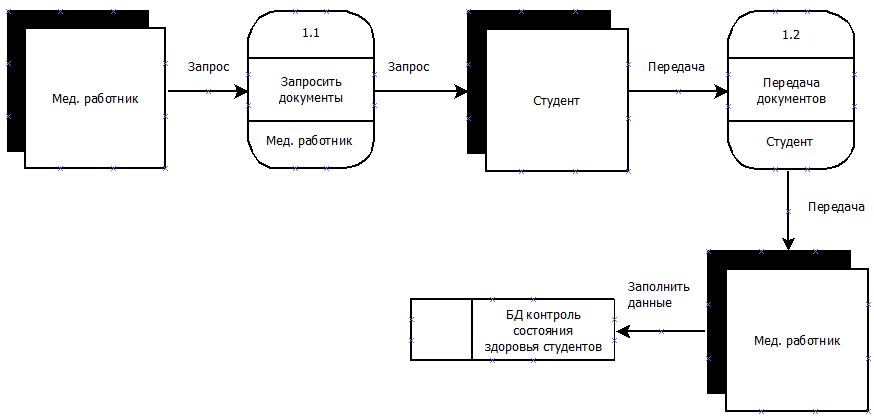 1.1
1.2
Запрос
Запрос
Передача
Мед. работник
Запросить
документы
Студент
Передача
документов
Мед. работник
Студент
Передача
Заполнить
данные
БД контроль
состояния
здоровья студентов
Мед. работник